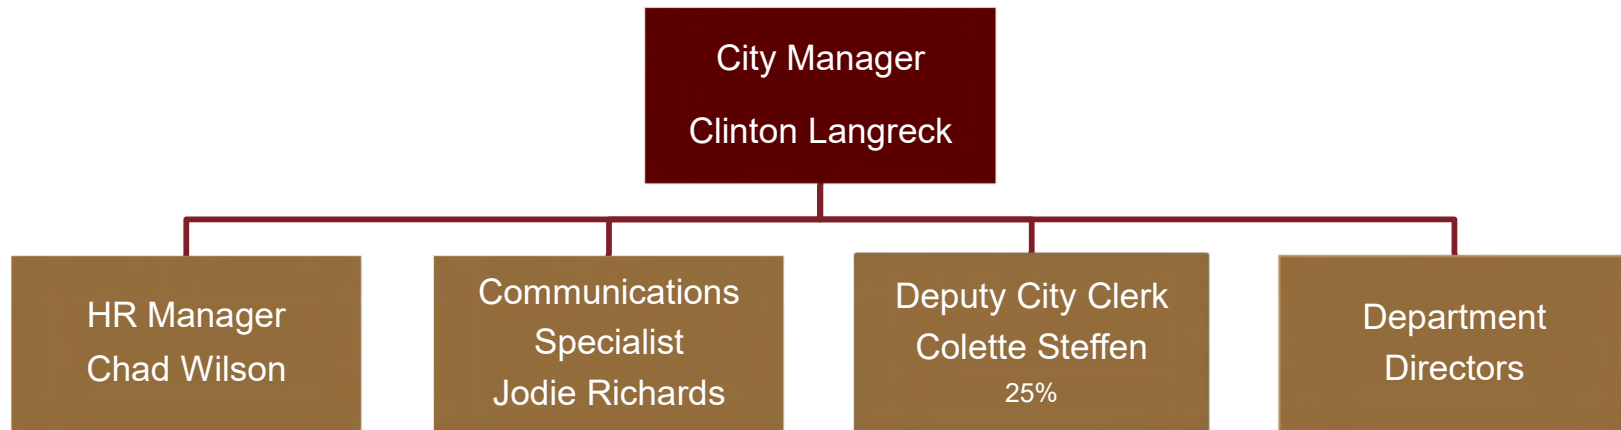 City Manager
Clinton Langreck
HR Manager
Chad Wilson
Communications
Specialist
Jodie Richards
Deputy City Clerk
Colette Steffen
25%
Department
Directors